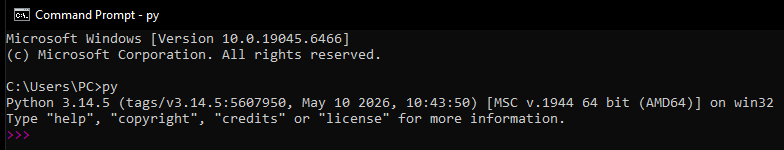 Command Prompt - py
Microsoft Windows [Version 10.0.19045.6466]
(c) Microsoft Corporation. All rights reserved.
C:\Users\PC>py
Python 3.14.5 (tags/v3.14.5:5607950, May 10 2026, 10:43:50) [MSC v.1944 64 bit (AMD64)] on win32
Type "help", "copyright", "credits" or "license" for more information.
>>>